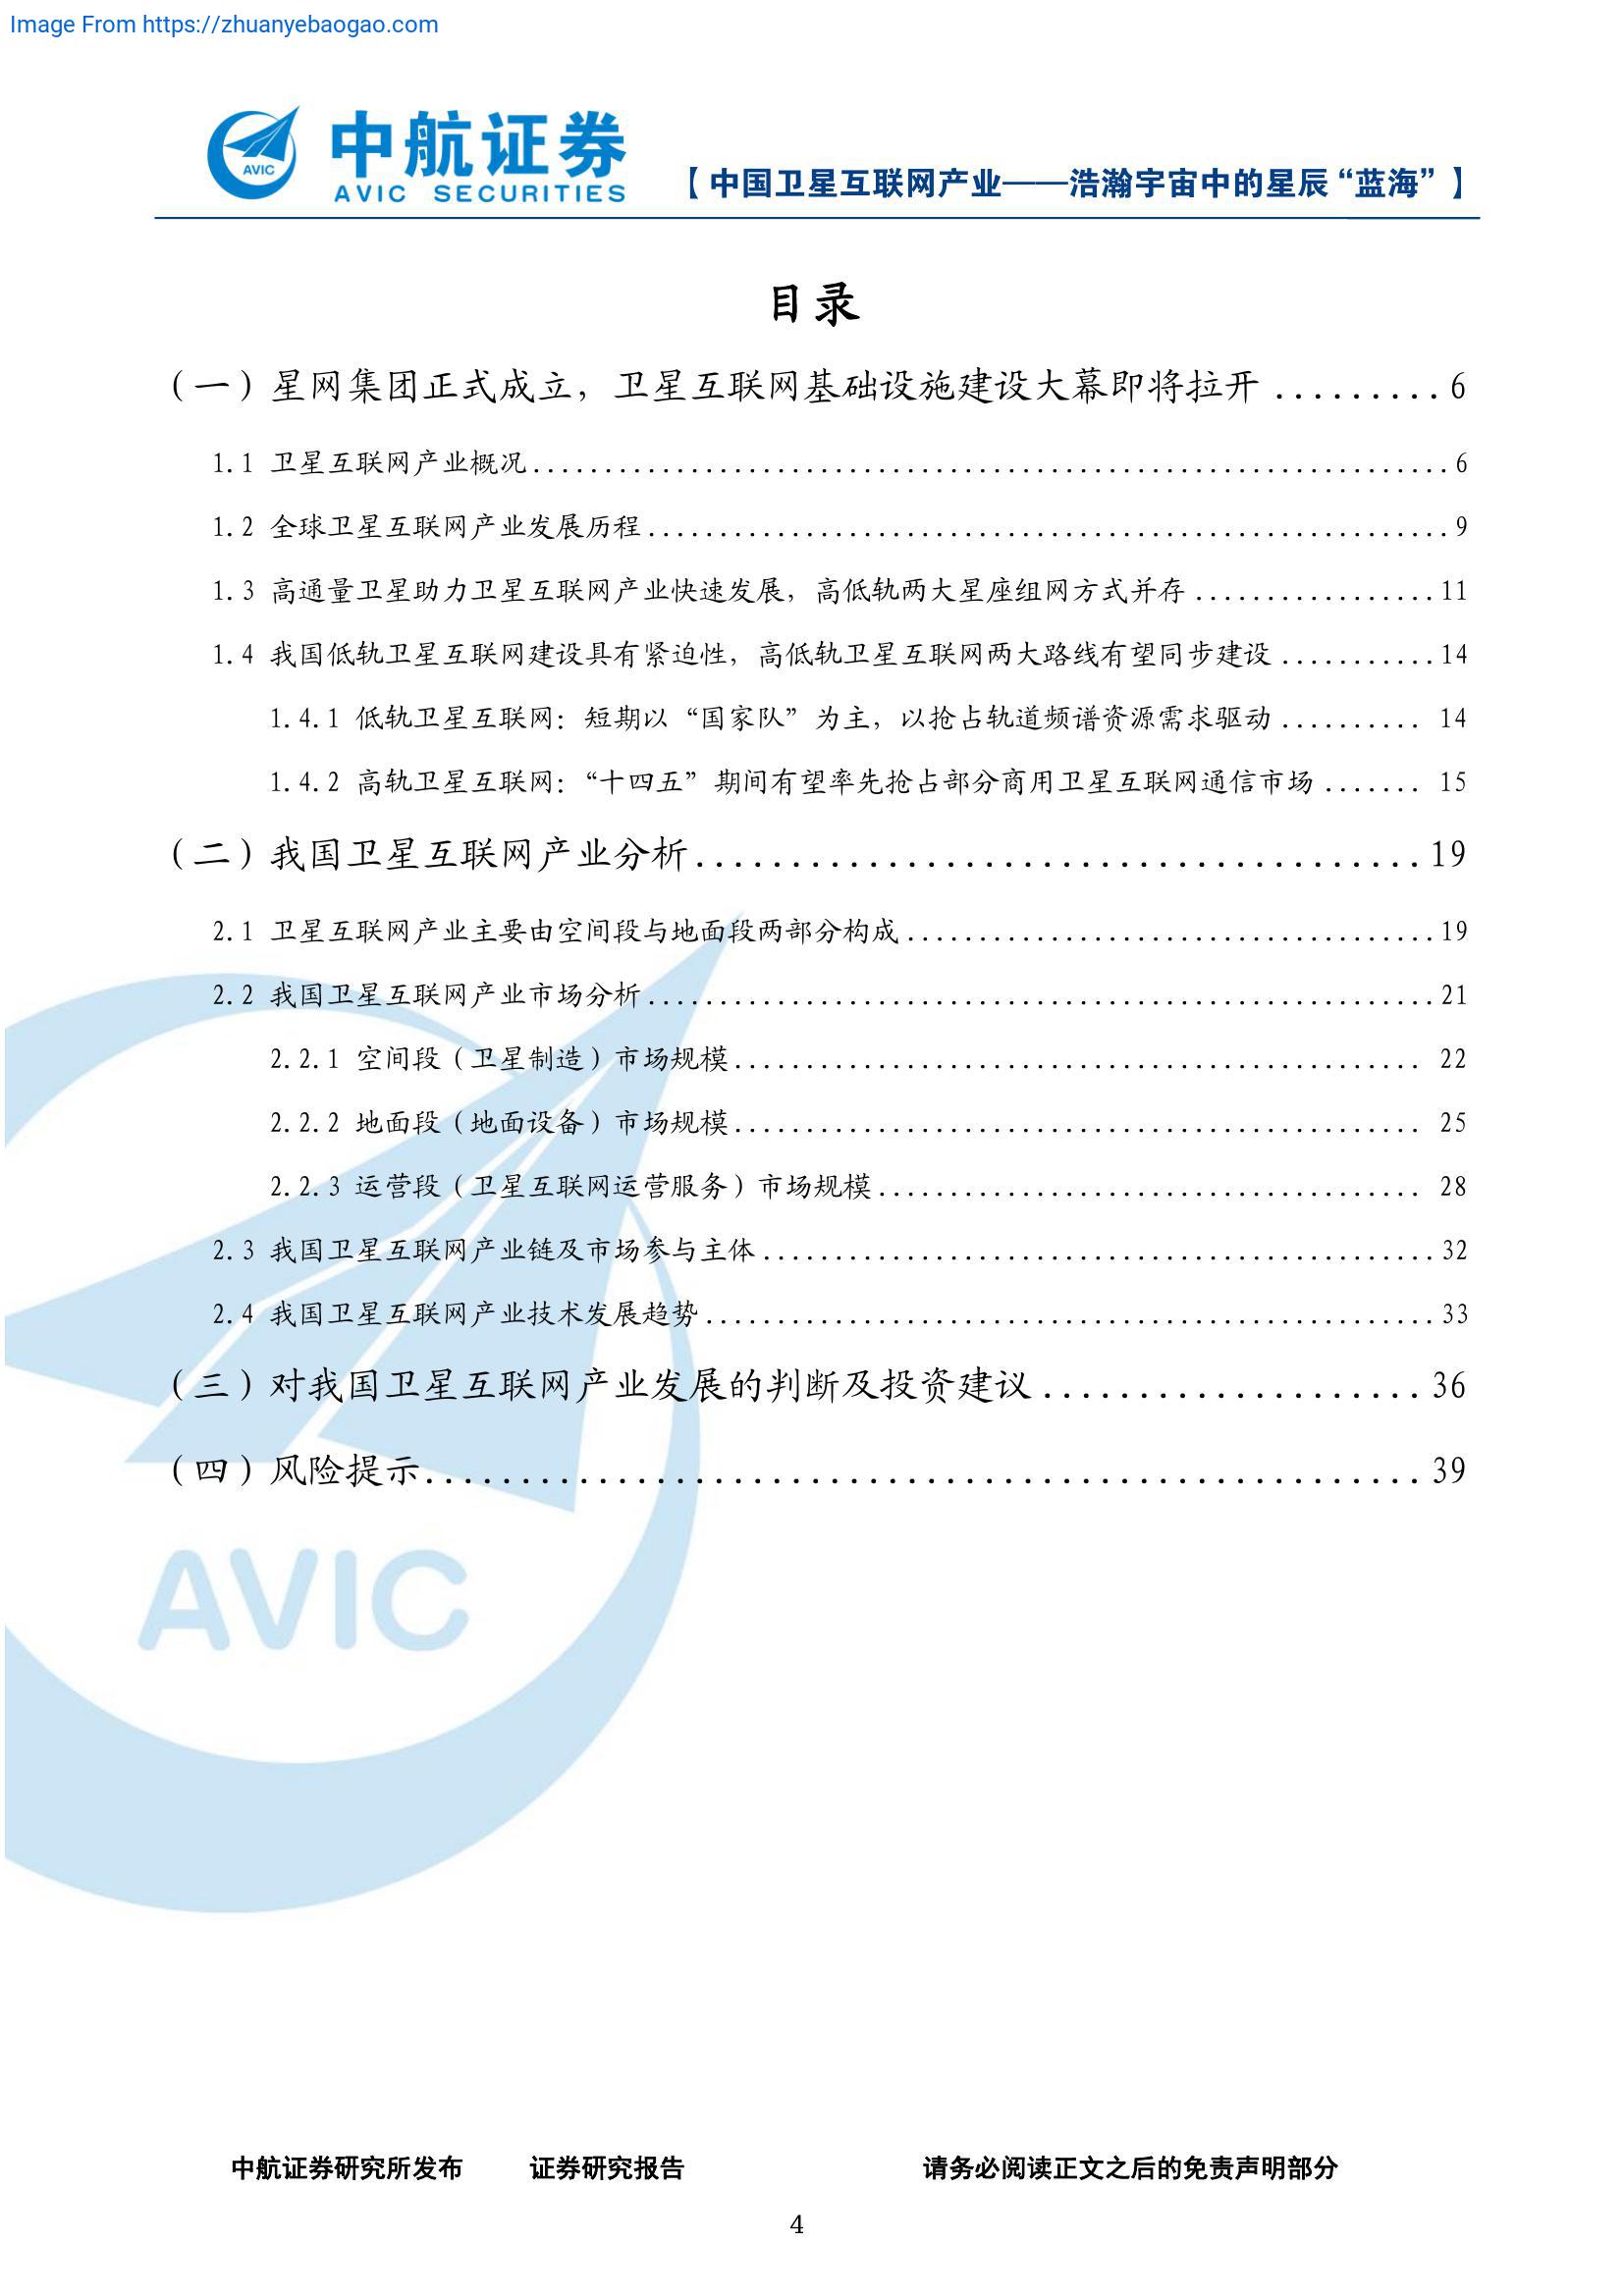 Image From https://zhuanyebaogao.com
AVIC
中航证券
AVIC SECURITIES
【中国卫星互联网产业——浩瀚宇宙中的星辰“蓝海”】
目录
（一）星网集团正式成立，卫星互联网基础设施建设大幕即将拉开 ......... 6
1.1 卫星互联网产业概况................................................................ 6
1.2 全球卫星互联网产业发展历程........................................................ 9
1.3 高通量卫星助力卫星互联网产业快速发展，高低轨两大星座组网方式并存 ................. 11
1.4 我国低轨卫星互联网建设具有紧迫性，高低轨卫星互联网两大路线有望同步建设 ........... 14
1.4.1 低轨卫星互联网：短期以“国家队”为主，以抢占轨道频谱资源需求驱动 .......... 14
1.4.2 高轨卫星互联网：“十四五”期间有望率先抢占部分商用卫星互联网通信市场 ....... 15
（二）我国卫星互联网产业分析...................................... 19
2.1 卫星互联网产业主要由空间段与地面段两部分构成..................................... 19
2.2 我国卫星互联网产业市场分析....................................................... 21
2.2.1 空间段（卫星制造）市场规模................................................ 22
2.2.2 地面段（地面设备）市场规模................................................ 25
2.2.3 运营段（卫星互联网运营服务）市场规模...................................... 28
2.3 我国卫星互联网产业链及市场参与主体............................................... 32
2.4 我国卫星互联网产业技术发展趋势................................................... 33
（三）对我国卫星互联网产业发展的判断及投资建议 .................... 36
（四）风险提示.................................................... 39
AVIC
中航证券研究所发布 证券研究报告 请务必阅读正文之后的免责声明部分
4